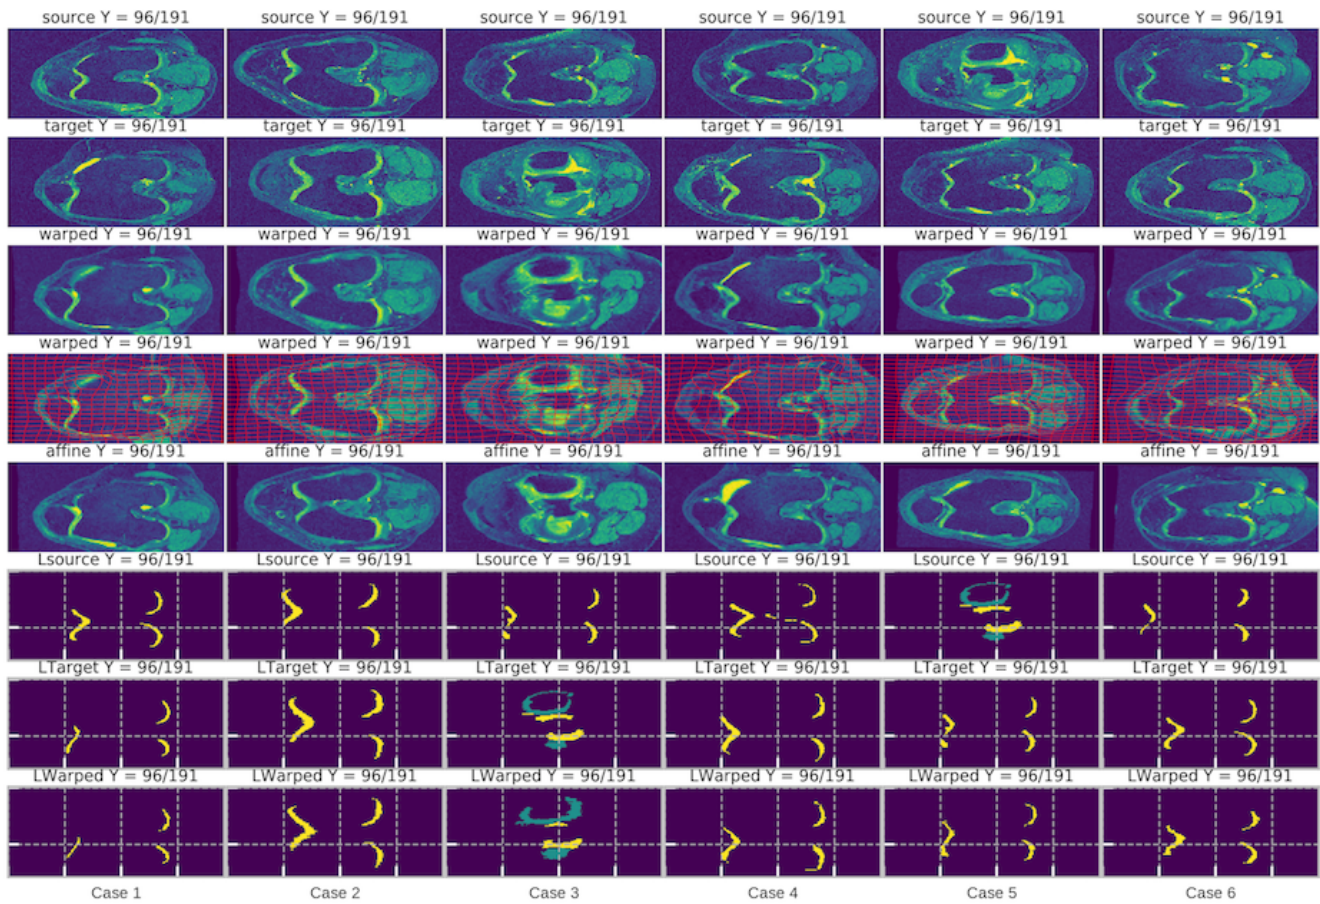 source Y = 96/191 source Y = 96/191 source Y = 96/191 source Y = 96/191 source Y = 96/191 source Y = 96/191
target Y = 96/191 target Y = 96/191 target Y = 96/191 target Y = 96/191 target Y = 96/191 target Y = 96/191
warped Y = 96/191 warped Y = 96/191 warped Y = 96/191 warped Y = 96/191 warped Y = 96/191 warped Y = 96/191
warped Y = 96/191 warped Y = 96/191 warped Y = 96/191 warped Y = 96/191 warped Y = 96/191 warped Y = 96/191
affine Y = 96/191 affine Y = 96/191 affine Y = 96/191 affine Y = 96/191 affine Y = 96/191 affine Y = 96/191
Lsource Y = 96/191 Lsource Y = 96/191 Lsource Y = 96/191 Lsource Y = 96/191 Lsource Y = 96/191 Lsource Y = 96/191
LTarget Y = 96/191 LTarget Y = 96/191 LTarget Y = 96/191 LTarget Y = 96/191 LTarget Y = 96/191 LTarget Y = 96/191
LWarped Y = 96/191 LWarped Y = 96/191 LWarped Y = 96/191 LWarped Y = 96/191 LWarped Y = 96/191 LWarped Y = 96/191
Case 1 Case 2 Case 3 Case 4 Case 5 Case 6